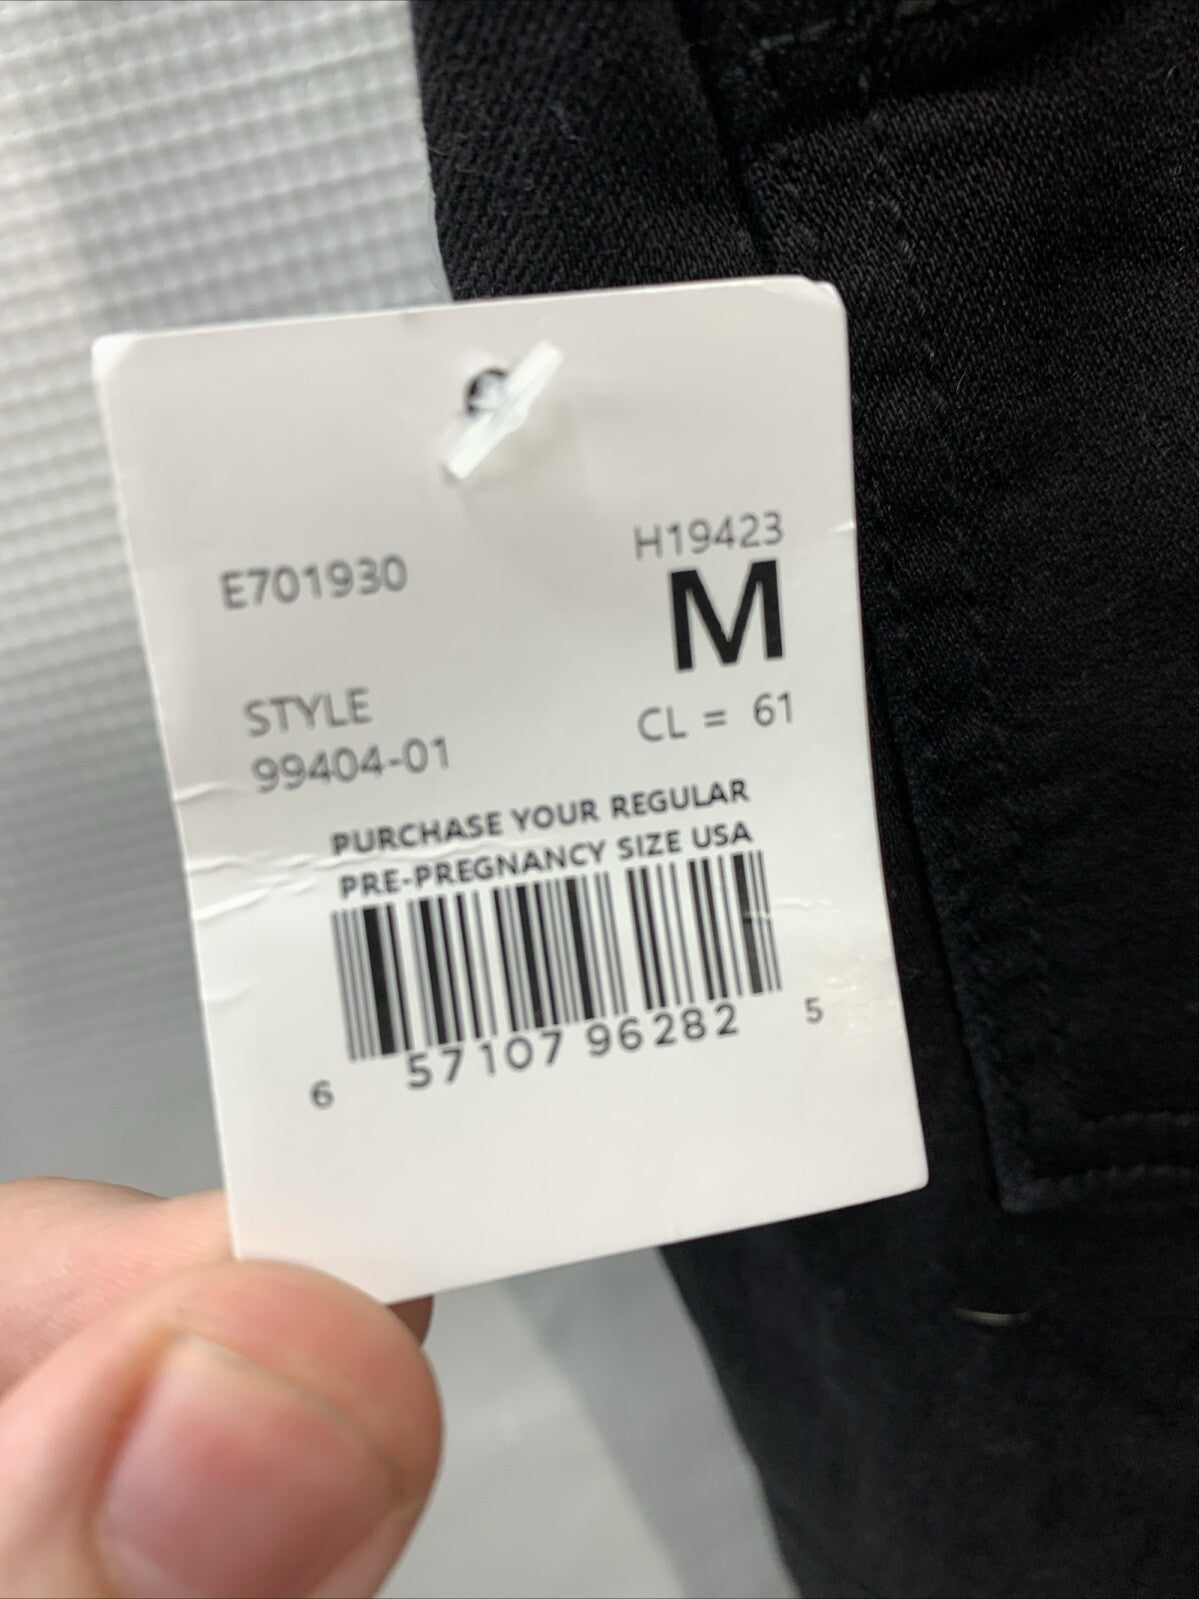 E701930
H19423
M
STYLE
99404-01
CL = 61
PURCHASE YOUR REGULAR
PRE-PREGNANCY SIZE USA
6 57107 96282 5